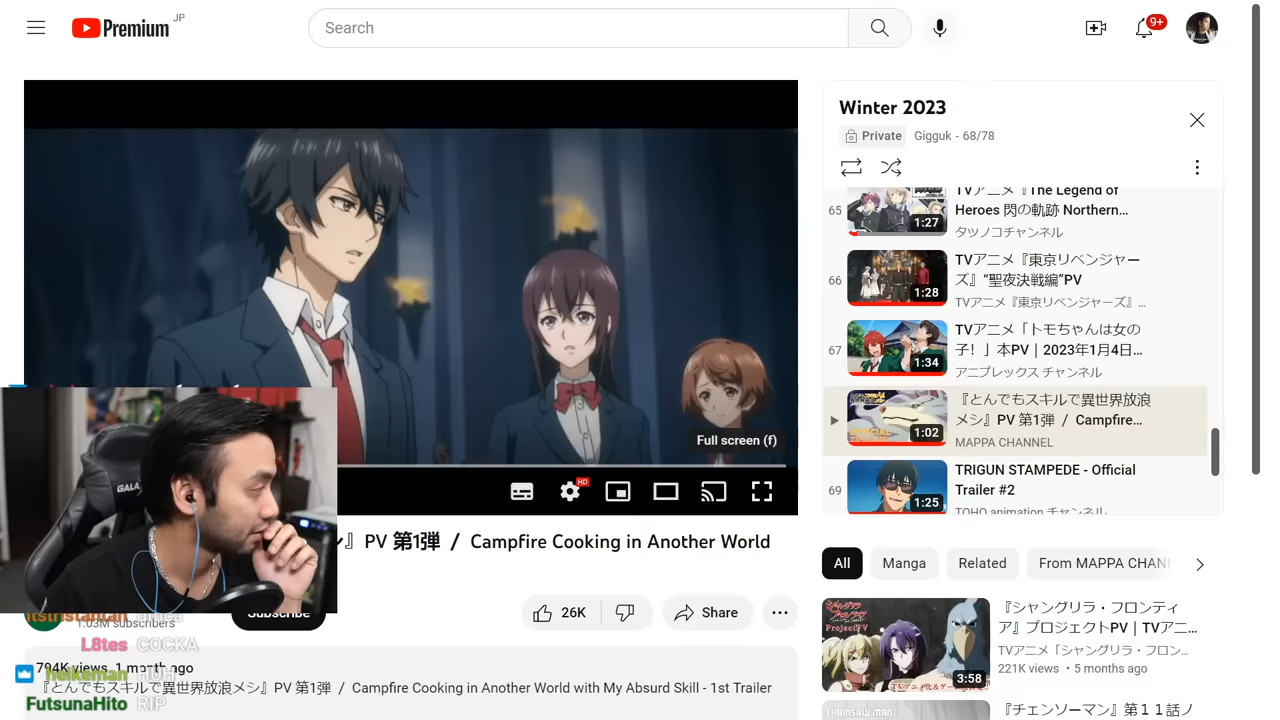 Premium JP
Search
9+
Full screen (f)
HD
GALA
』PV 第1弾 / Campfire Cooking in Another World
1.03M subscribers
Subscribe
26K
Share
itstristantan
L8tes COCKA
heikeman HUH
FutsunaHito RIP
794K views 1 month ago
『とんでもスキルで異世界放浪メシ』PV 第1弾 / Campfire Cooking in Another World with My Absurd Skill - 1st Trailer
Winter 2023
Private Gigguk - 68/78
65
1:27
TVアニメ『The Legend of
Heroes 閃の軌跡 Northern…
タツノコチャンネル
66
1:28
TVアニメ『東京リベンジャー
ズ』“聖夜決戦編”PV
TVアニメ『東京リベンジャーズ』…
67
1:34
TVアニメ「トモちゃんは女の
子！」本PV｜2023年1月4日…
アニプレックス チャンネル
1:02
『とんでもスキルで異世界放浪
メシ』PV 第1弾 / Campfire…
MAPPA CHANNEL
69
1:25
TRIGUN STAMPEDE - Official
Trailer #2
TOHO animation チャンネル
All
Manga
Related
From MAPPA CHAN
3:58
『シャングリラ・フロンティ
ア』プロジェクトPV｜TVアニ…
TVアニメ「シャングリラ・フロン…
221K views • 5 months ago
CHAINSAW MAN
『チェンソーマン』第１１話ノ